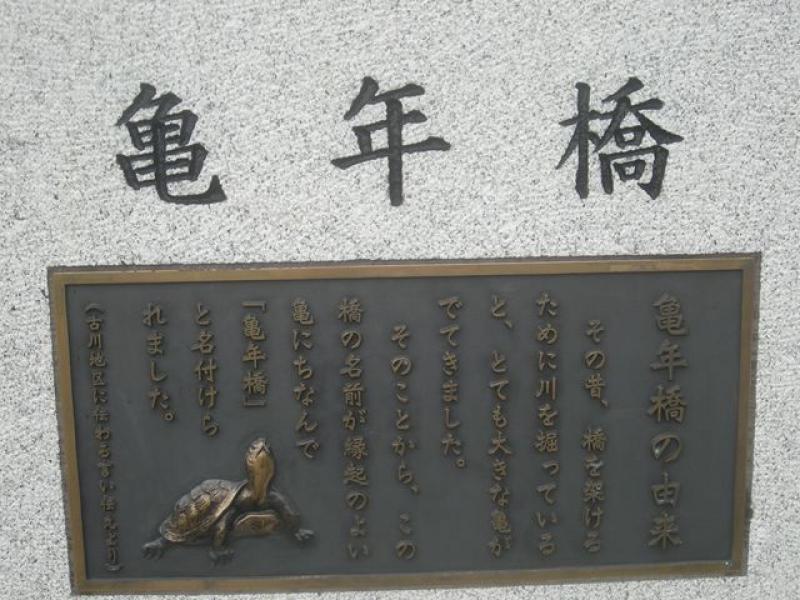 亀年橋
亀年橋の由来
その昔、橋を架ける
ために川を掘っている
と、とても大きな亀が
でてきました。
そのことから、この
橋の名前が縁起のよい
亀にちなんで
「亀年橋」
と名付けら
れました。
(古川地区に伝わる言い伝えより)